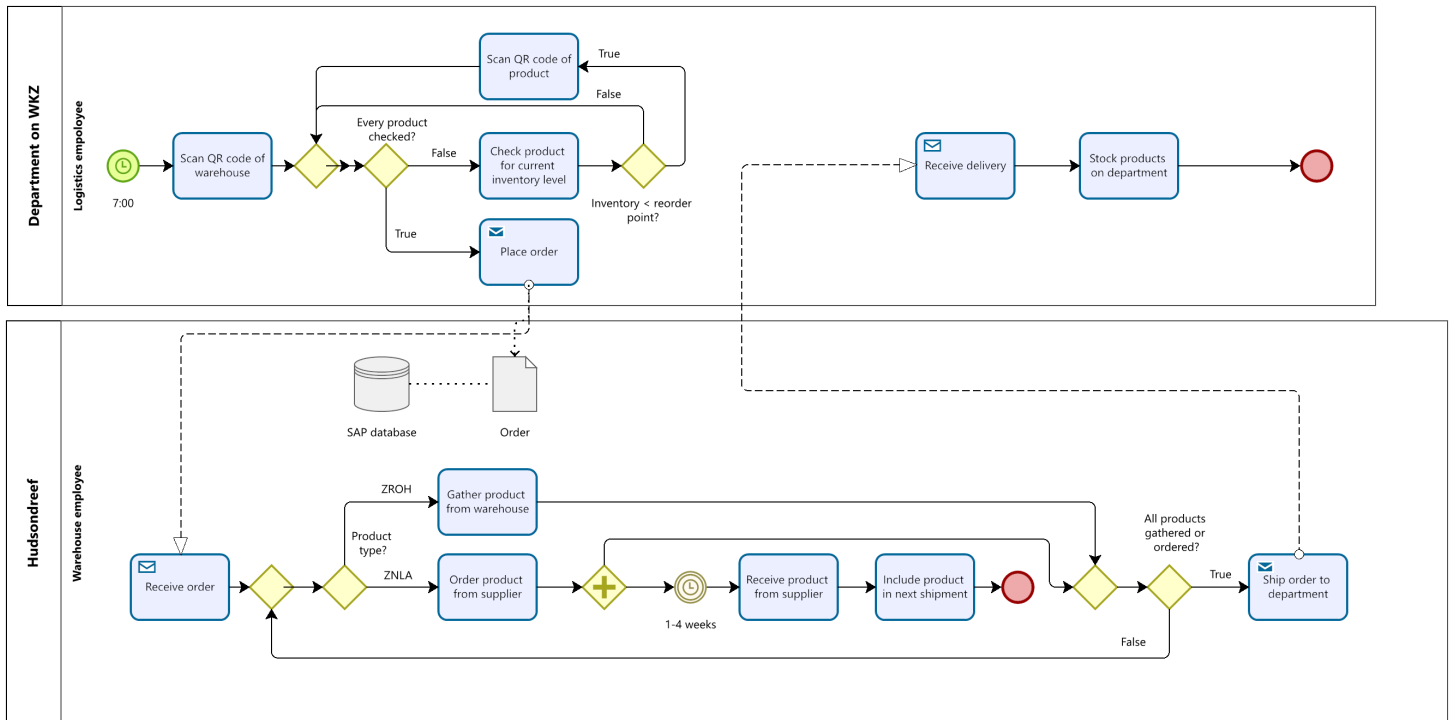 Department on WKZ
Logistics empoloyee
7:00
Scan QR code of
warehouse
Every product
checked?
Scan QR code of
product
True
False
False
Check product
for current
inventory level
Inventory < reorder
point?
True
Place order
Receive delivery
Stock products
on department
Hudsondreef
Warehouse employee
SAP database
Order
Receive order
Product
type?
ZROH
Gather product
from warehouse
ZNLA
Order product
from supplier
1-4 weeks
Receive product
from supplier
Include product
in next shipment
All products
gathered or
ordered?
True
Ship order to
department
False